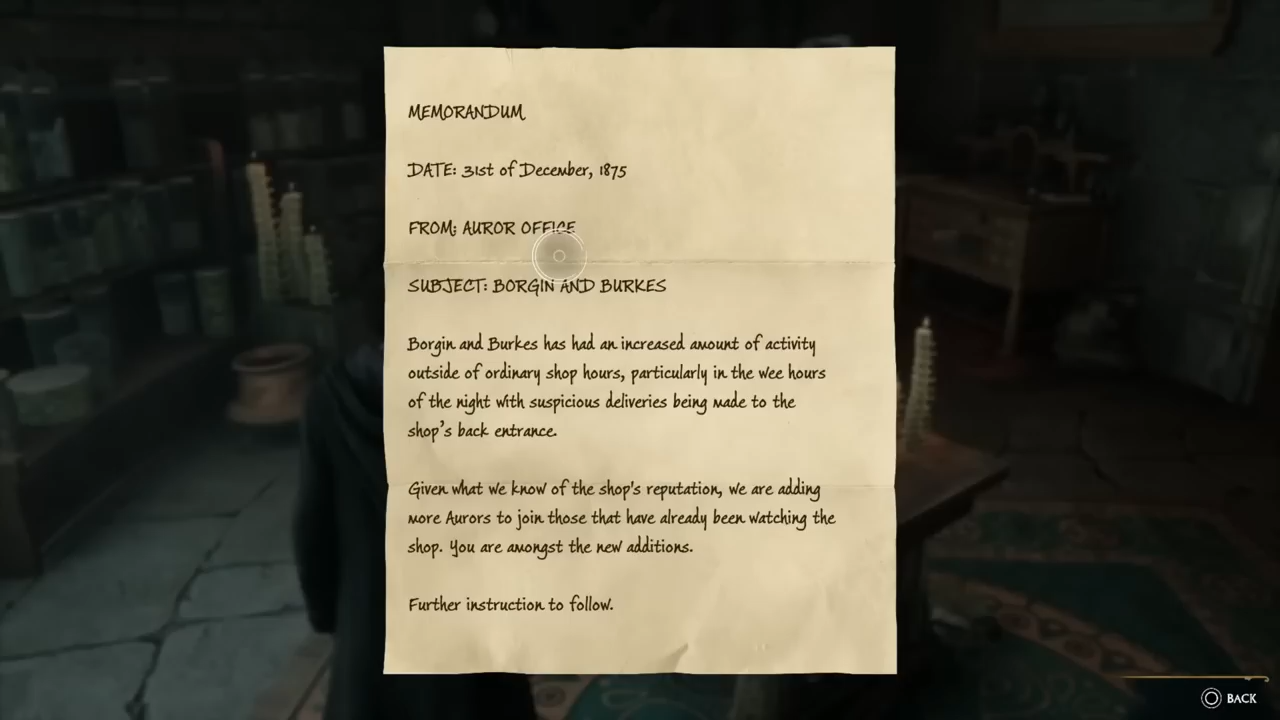 MEMORANDUM
DATE: 31st of December, 1875
FROM: AUROR OFFICE
SUBJECT: BORGIN AND BURKES
Borgin and Burkes has had an increased amount of activity
outside of ordinary shop hours, particularly in the wee hours
of the night with suspicious deliveries being made to the
shop's back entrance.
Given what we know of the shop's reputation, we are adding
more Aurors to join those that have already been watching the
shop. You are amongst the new additions.
Further instruction to follow.
BACK